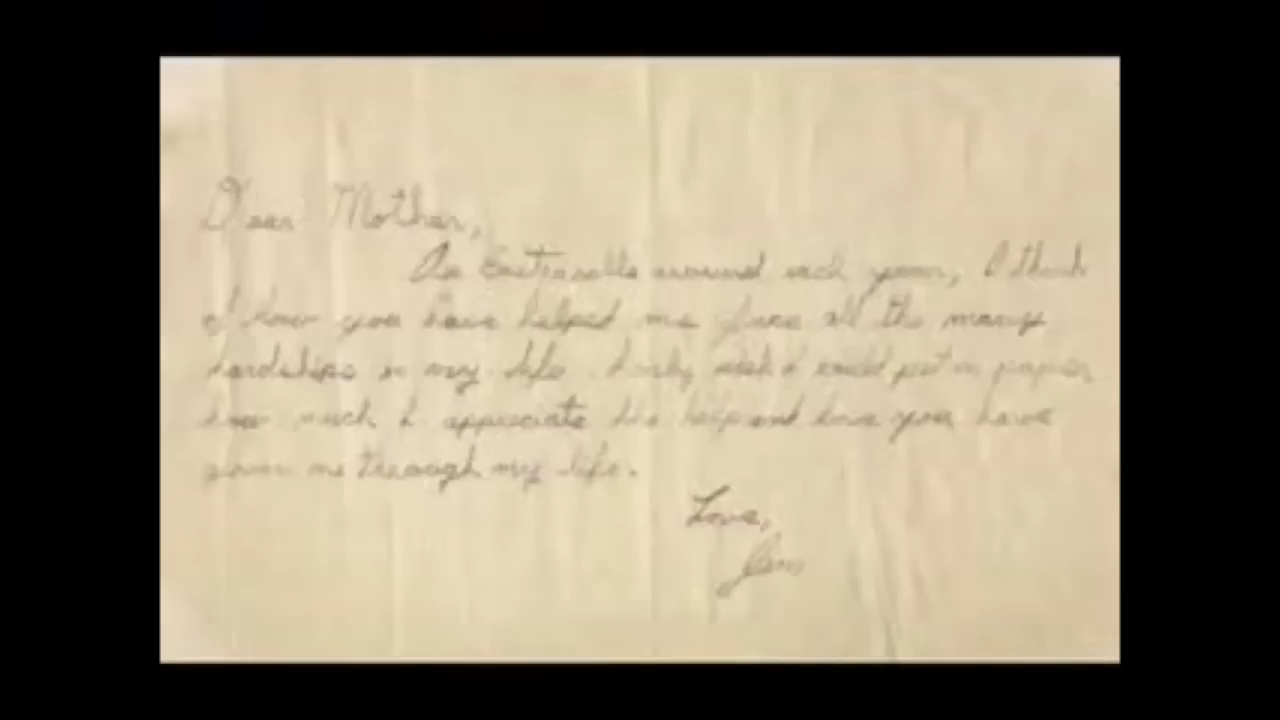 Dear Mother,
As Easter rolls around each year, I think
of how you have helped me face all the many
hardships in my life. I only wish I could put on paper
how much I appreciate the help and love you have
given me through my life.
Love,